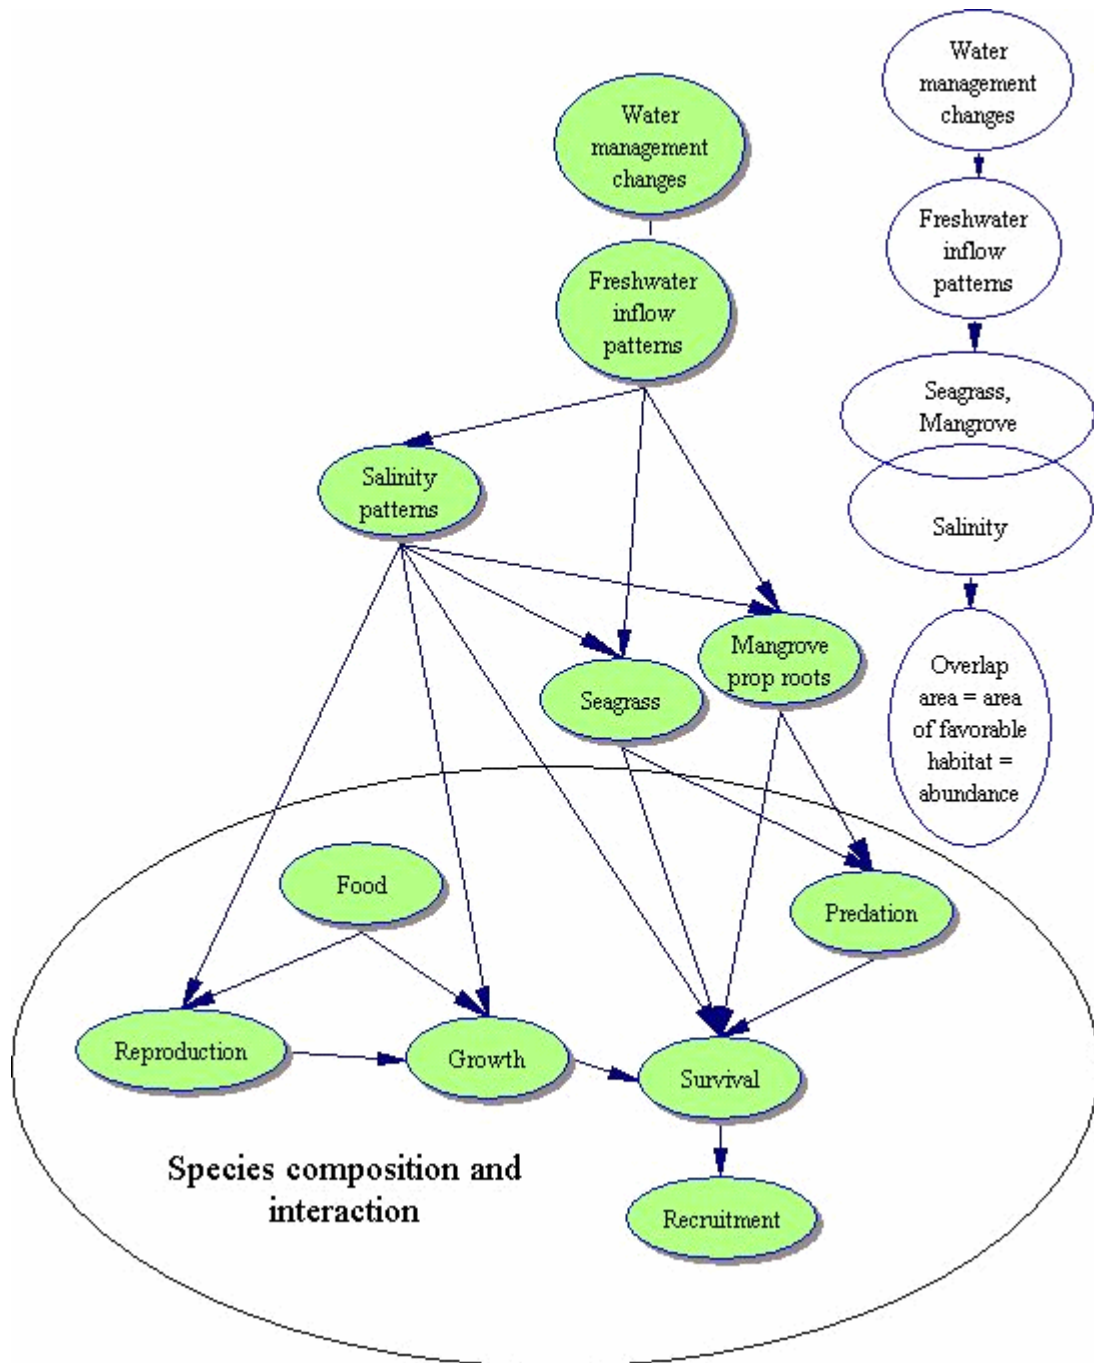 Water
management
changes
Freshwater
inflow
patterns
Salinity
patterns
Seagrass
Mangrove
prop roots
Food
Predation
Reproduction
Growth
Survival
Recruitment
Species composition and
interaction
Water
management
changes
Freshwater
inflow
patterns
Seagrass,
Mangrove
Salinity
Overlap
area = area
of favorable
habitat =
abundance